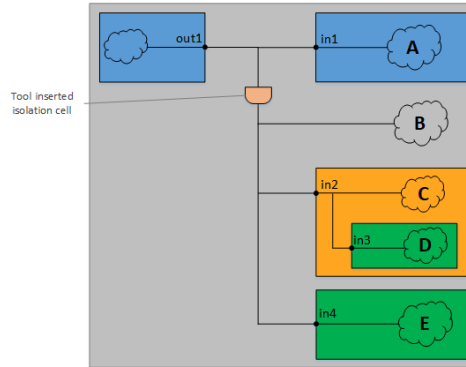 out1
in1
A
Tool inserted
isolation cell
B
in2
C
in3
D
in4
E